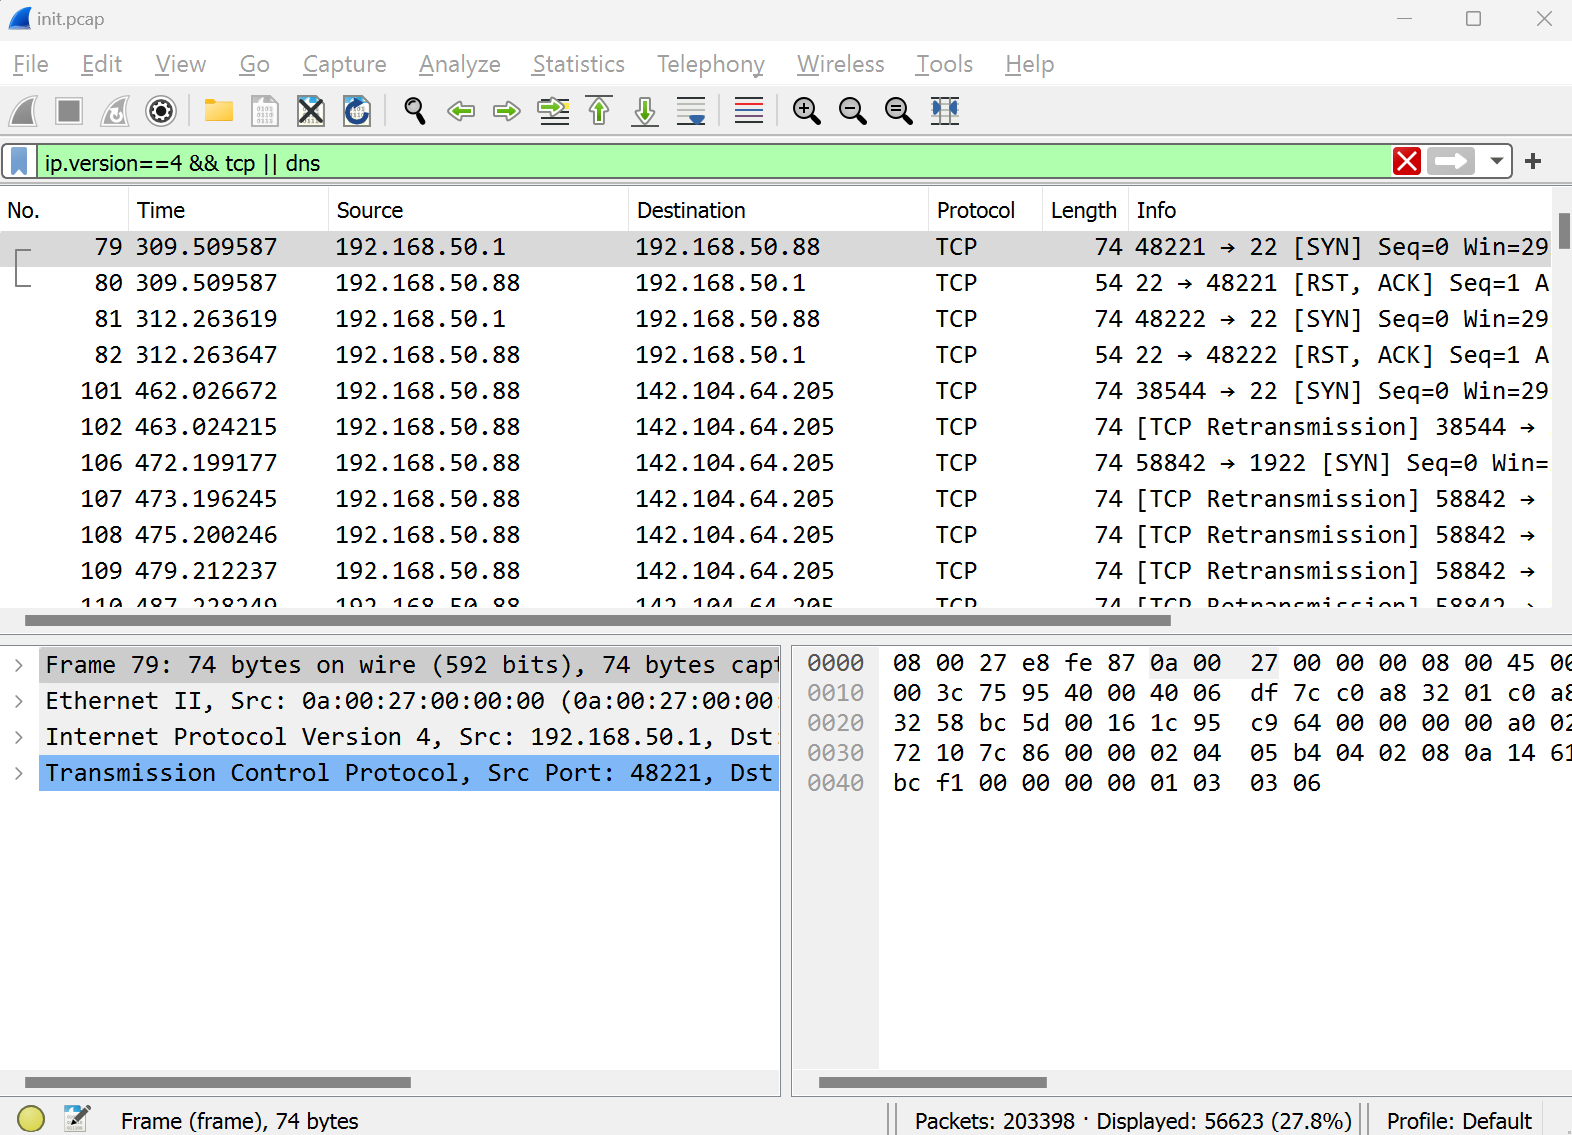 init.pcap
File Edit View Go Capture Analyze Statistics Telephony Wireless Tools Help
ip.version==4 && tcp || dns
No. Time Source Destination Protocol Length Info
79 309.509587 192.168.50.1 192.168.50.88 TCP 74 48221 → 22 [SYN] Seq=0 Win=29
80 309.509587 192.168.50.88 192.168.50.1 TCP 54 22 → 48221 [RST, ACK] Seq=1 A
81 312.263619 192.168.50.1 192.168.50.88 TCP 74 48222 → 22 [SYN] Seq=0 Win=29
82 312.263647 192.168.50.88 192.168.50.1 TCP 54 22 → 48222 [RST, ACK] Seq=1 A
101 462.026672 192.168.50.88 142.104.64.205 TCP 74 38544 → 22 [SYN] Seq=0 Win=29
102 463.024215 192.168.50.88 142.104.64.205 TCP 74 [TCP Retransmission] 38544 →
106 472.199177 192.168.50.88 142.104.64.205 TCP 74 58842 → 1922 [SYN] Seq=0 Win=
107 473.196245 192.168.50.88 142.104.64.205 TCP 74 [TCP Retransmission] 58842 →
108 475.200246 192.168.50.88 142.104.64.205 TCP 74 [TCP Retransmission] 58842 →
109 479.212237 192.168.50.88 142.104.64.205 TCP 74 [TCP Retransmission] 58842 →
110 487.228249 192.168.50.88 142.104.64.205 TCP 74 [TCP Retransmission] 58842 →
Frame 79: 74 bytes on wire (592 bits), 74 bytes capt
Ethernet II, Src: 0a:00:27:00:00:00 (0a:00:27:00:00:
Internet Protocol Version 4, Src: 192.168.50.1, Dst:
Transmission Control Protocol, Src Port: 48221, Dst
0000 08 00 27 e8 fe 87 0a 00 27 00 00 00 08 00 45 00
0010 00 3c 75 95 40 00 40 06 df 7c c0 a8 32 01 c0 a8
0020 32 58 bc 5d 00 16 1c 95 c9 64 00 00 00 00 a0 02
0030 72 10 7c 86 00 00 02 04 05 b4 04 02 08 0a 14 61
0040 bc f1 00 00 00 00 01 03 03 06
Frame (frame), 74 bytes
Packets: 203398 · Displayed: 56623 (27.8%)
Profile: Default